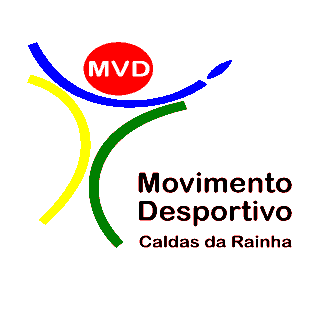 MVD
Movimento
Desportivo
Caldas da Rainha